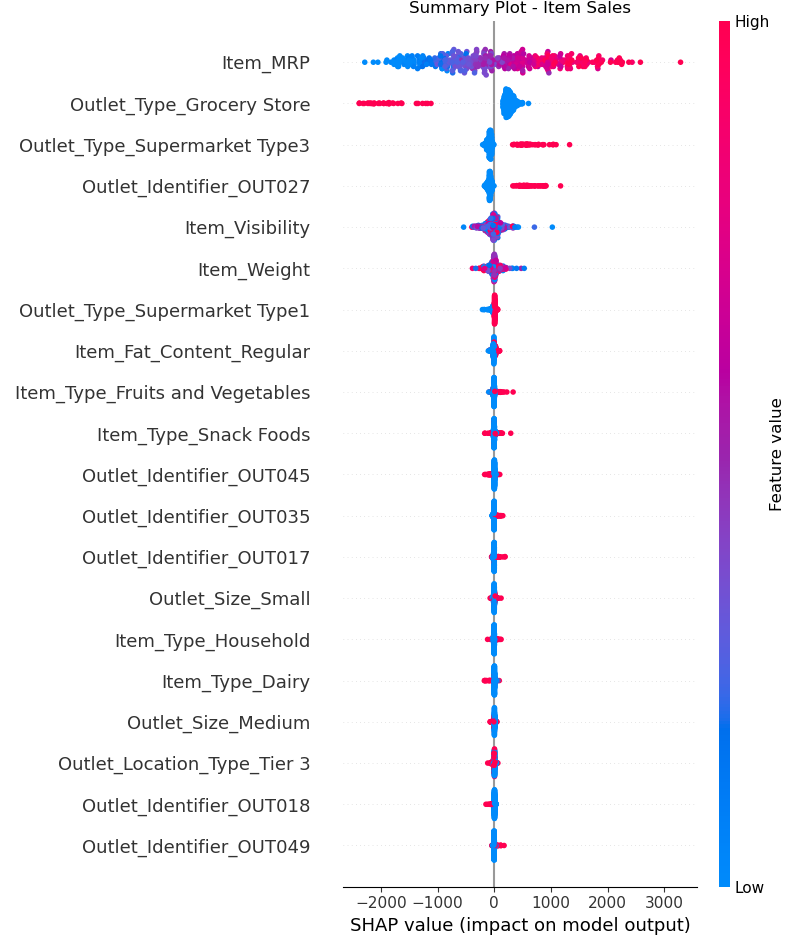 Summary Plot - Item Sales
High
Item_MRP
Outlet_Type_Grocery Store
Outlet_Type_Supermarket Type3
Outlet_Identifier_OUT027
Item_Visibility
Item_Weight
Outlet_Type_Supermarket Type1
Item_Fat_Content_Regular
Item_Type_Fruits and Vegetables
Item_Type_Snack Foods
Outlet_Identifier_OUT045
Outlet_Identifier_OUT035
Outlet_Identifier_OUT017
Outlet_Size_Small
Item_Type_Household
Item_Type_Dairy
Outlet_Size_Medium
Outlet_Location_Type_Tier 3
Outlet_Identifier_OUT018
Outlet_Identifier_OUT049
Feature value
Low
−2000 −1000 0 1000 2000 3000
SHAP value (impact on model output)